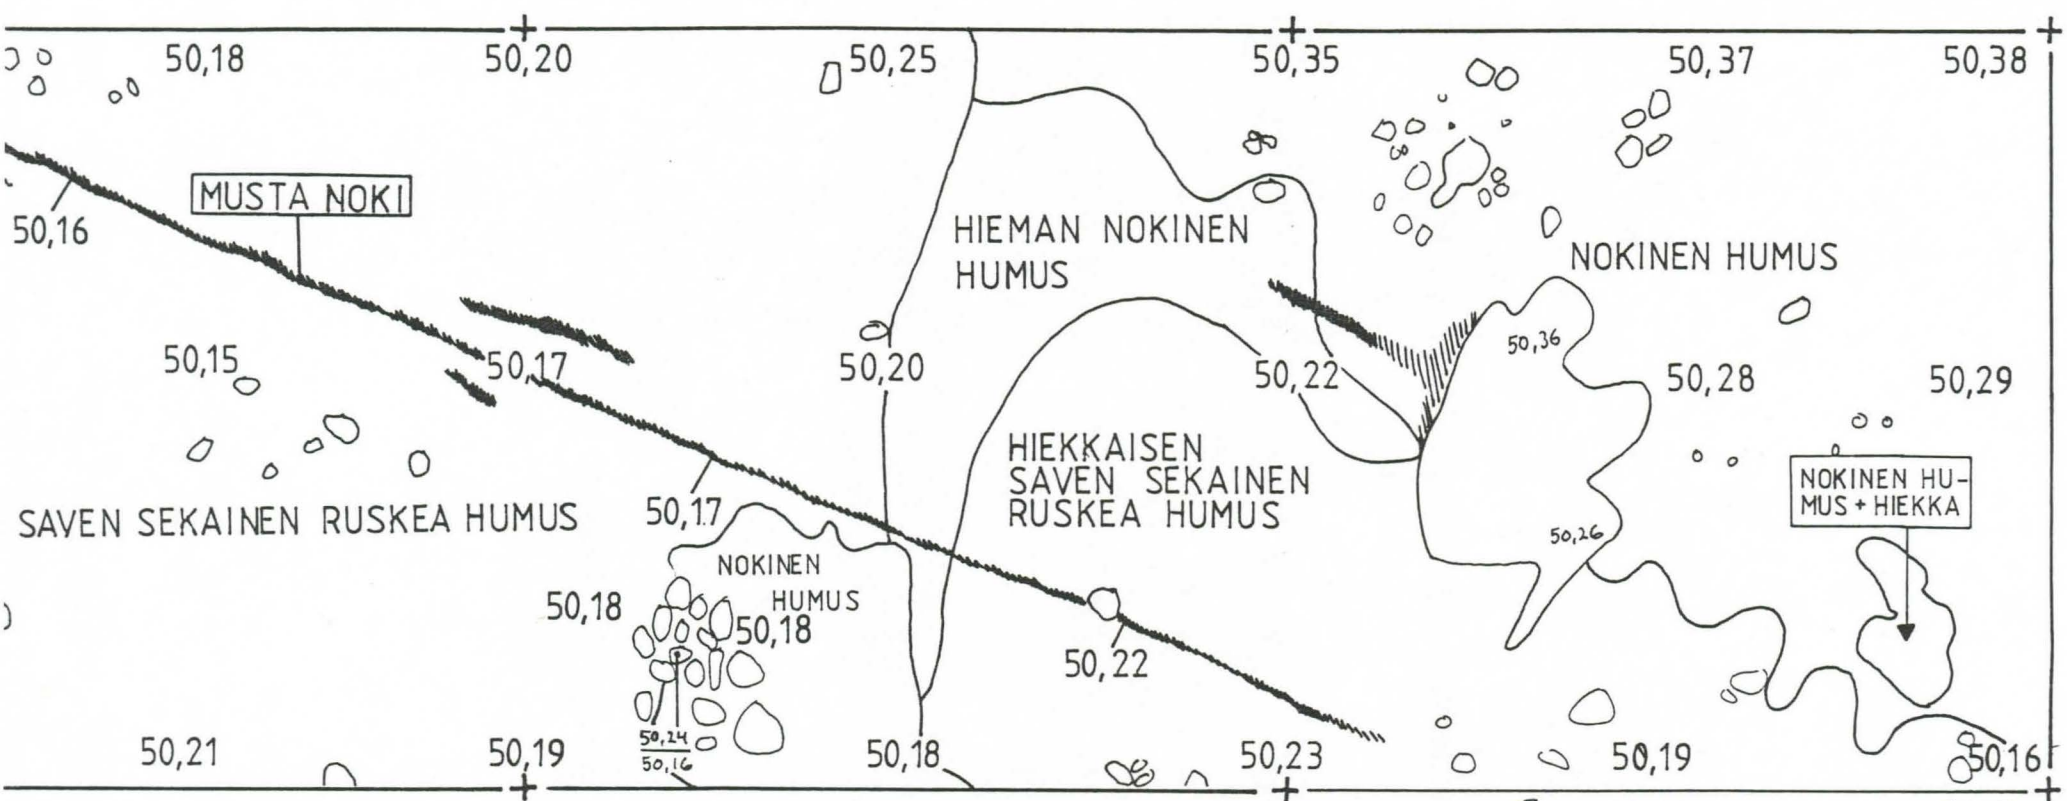 50,18
50,20
50,25
50,35
50,37
50,38
MUSTA NOKI
50,16
HIEMAN NOKINEN
HUMUS
NOKINEN HUMUS
50,15
50,17
50,20
50,22
50,36
50,28
50,29
HIEKKAISEN
SAVEN SEKAINEN
RUSKEA HUMUS
NOKINEN HU-
MUS + HIEKKA
SAVEN SEKAINEN RUSKEA HUMUS
50,17
50,26
NOKINEN
HUMUS
50,18
50,18
50,22
50,24
50,16
50,21
50,19
50,18
50,23
50,19
50,16